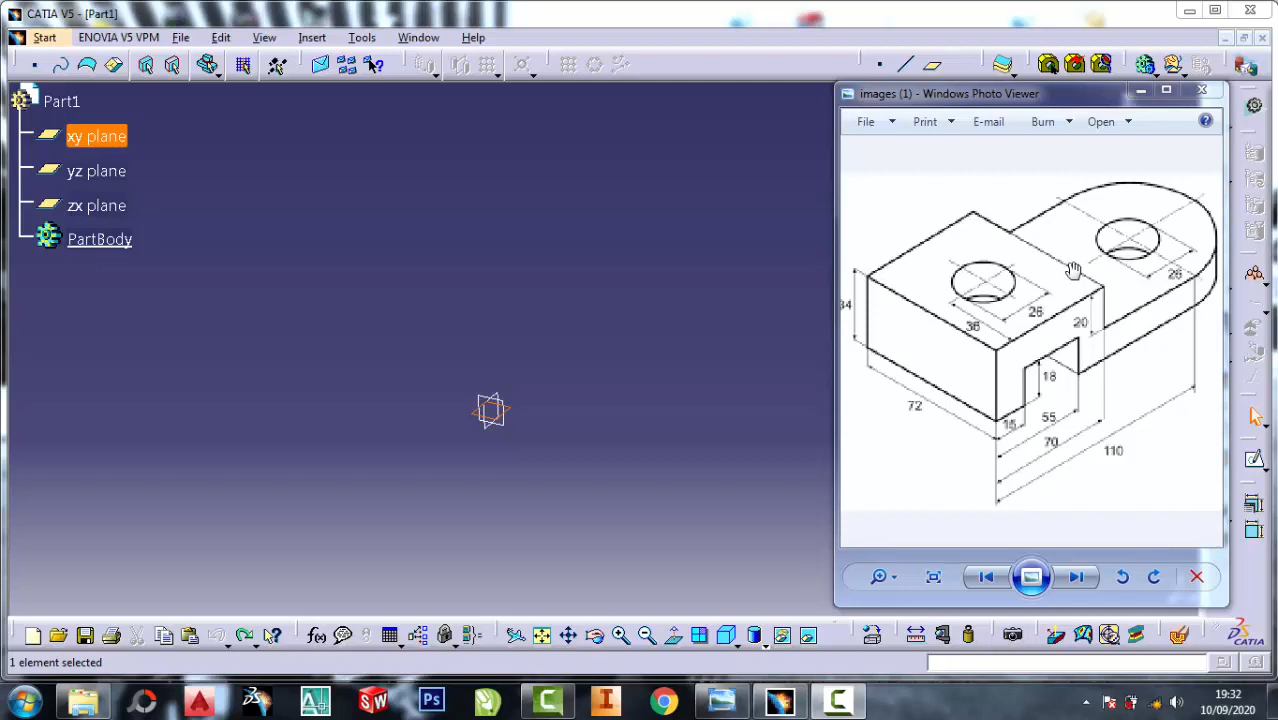 CATIA V5 - [Part1]
Start ENOVIA V5 VPM File Edit View Insert Tools Window Help
Part1
xy plane
yz plane
zx plane
PartBody
images (1) - Windows Photo Viewer
File Print E-mail Burn Open
26
34
26
36
20
18
72
55
15
70
110
f(x)
1 element selected
CATIA
19:32
10/09/2020